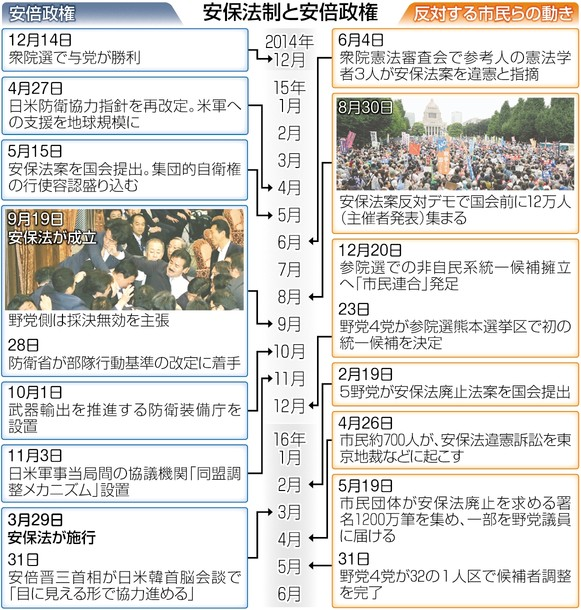 安倍政権
安保法制と安倍政権
反対する市民らの動き
12月14日
衆院選で与党が勝利
4月27日
日米防衛協力指針を再改定。米軍へ
の支援を地球規模に
5月15日
安保法案を国会提出。集団的自衛権
の行使容認盛り込む
9月19日
安保法が成立
野党側は採決無効を主張
28日
防衛省が部隊行動基準の改定に着手
10月1日
武器輸出を推進する防衛装備庁を
設置
11月3日
日米軍事当局間の協議機関「同盟調
整メカニズム」設置
3月29日
安保法が施行
31日
安倍晋三首相が日米韓首脳会談で
「目に見える形で協力進める」
2014年
12月
15年
1月
2月
3月
4月
5月
6月
7月
8月
9月
10月
11月
12月
16年
1月
2月
3月
4月
5月
6月
6月4日
衆院憲法審査会で参考人の憲法学
者3人が安保法案を違憲と指摘
8月30日
安保法案反対デモで国会前に12万人
（主催者発表）集まる
12月20日
参院選での非自民系統一候補擁立
へ「市民連合」発足
23日
野党4党が参院選熊本選挙区で初の
統一候補を決定
2月19日
5野党が安保法廃止法案を国会提出
4月26日
市民約700人が、安保法違憲訴訟を東
京地裁などに起こす
5月19日
市民団体が安保法廃止を求める署
名1200万筆を集め、一部を野党議員
に届ける
31日
野党4党が32の1人区で候補者調整
を完了